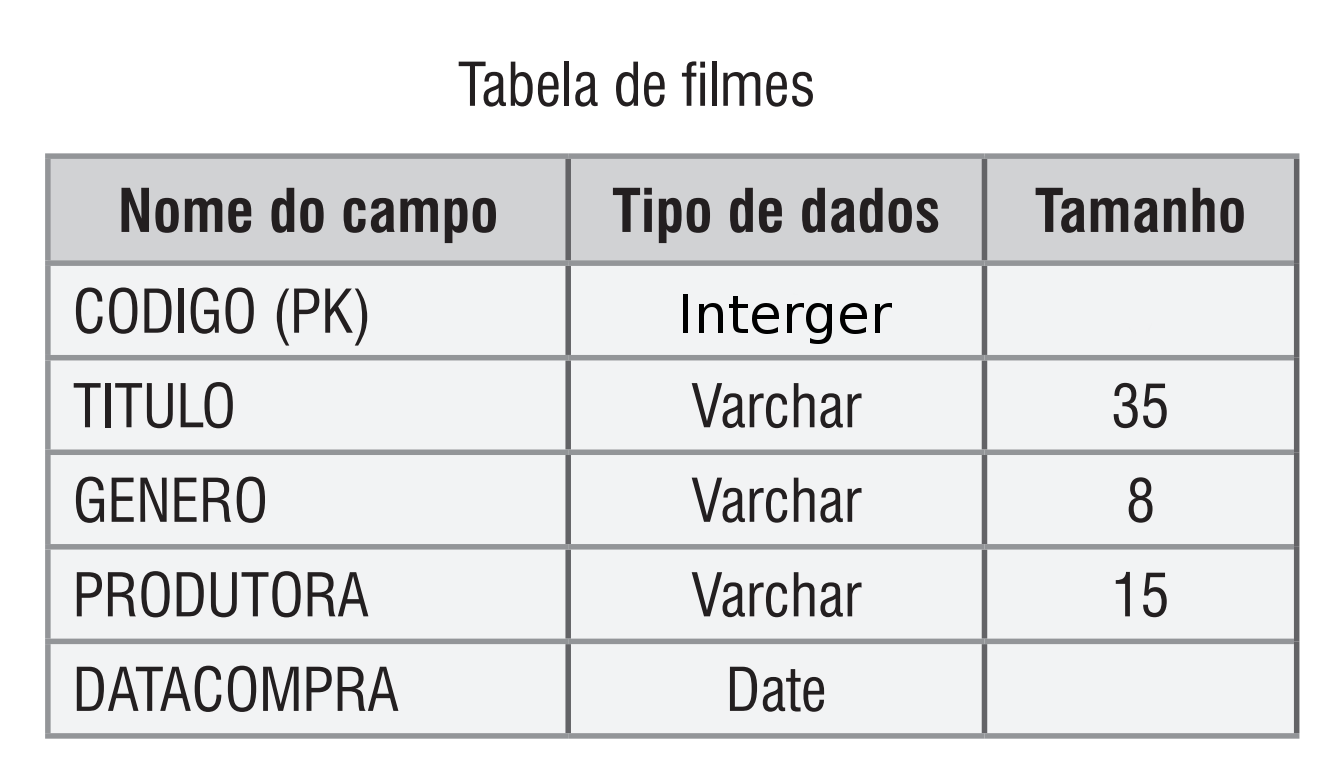 Tabela de filmes
Nome do campo Tipo de dados Tamanho
CODIGO (PK) Interger
TITULO Varchar 35
GENERO Varchar 8
PRODUTORA Varchar 15
DATACOMPRA Date